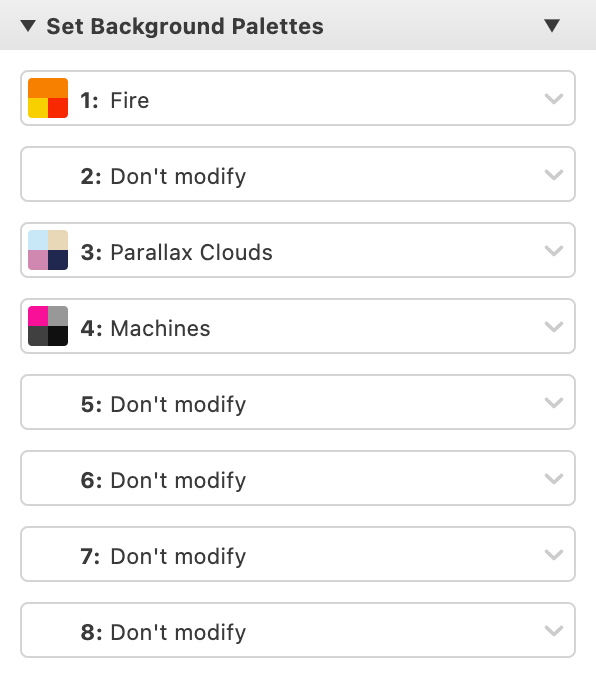 Set Background Palettes
1: Fire
2: Don't modify
3: Parallax Clouds
4: Machines
5: Don't modify
6: Don't modify
7: Don't modify
8: Don't modify